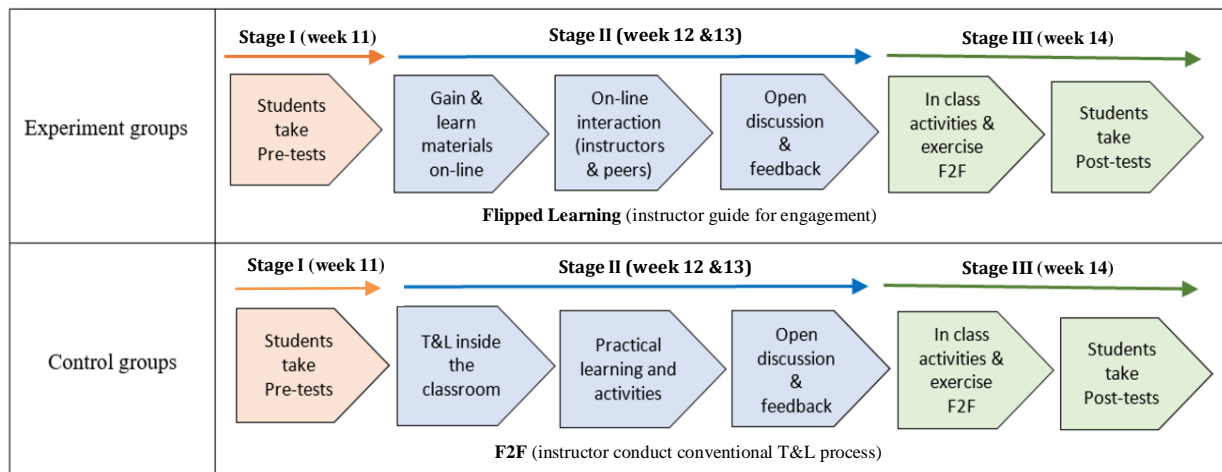 Experiment groups
Stage I (week 11)
Stage II (week 12 &13)
Stage III (week 14)
Students
take
Pre-tests
Gain &
learn
materials
on-line
On-line
interaction
(instructors
& peers)
Open
discussion
&
feedback
In class
activities &
exercise
F2F
Students
take
Post-tests
Flipped Learning (instructor guide for engagement)
Control groups
Stage I (week 11)
Stage II (week 12 &13)
Stage III (week 14)
Students
take
Pre-tests
T&L inside
the
classroom
Practical
learning and
activities
Open
discussion
&
feedback
In class
activities &
exercise
F2F
Students
take
Post-tests
F2F (instructor conduct conventional T&L process)